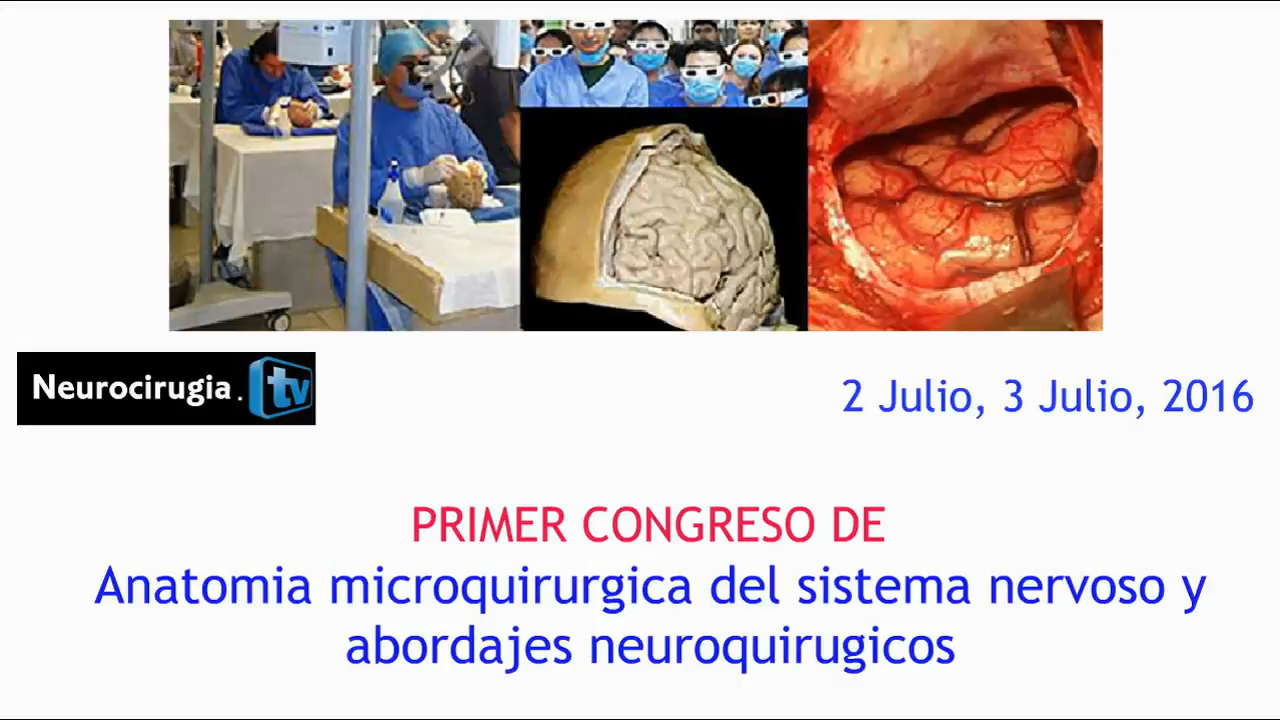 Neurocirugia.tv
2 Julio, 3 Julio, 2016
PRIMER CONGRESO DE
Anatomia microquirurgica del sistema nervoso y
abordajes neuroquirugicos